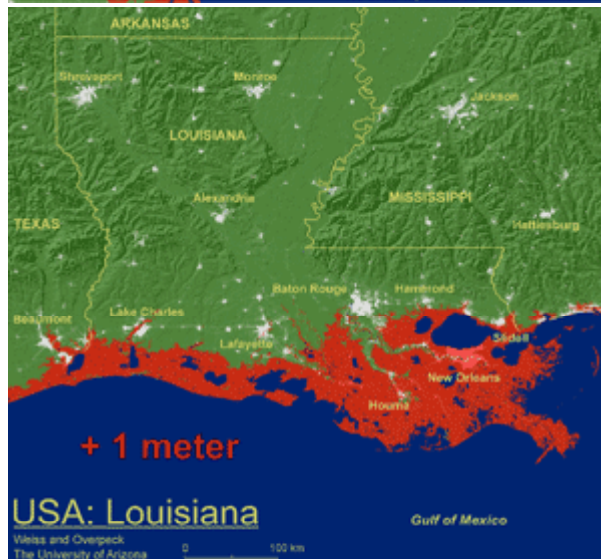 ARKANSAS
Shreveport
Monroe
Jackson
LOUISIANA
Alexandria
MISSISSIPPI
TEXAS
Hattiesburg
Baton Rouge
Hammond
Beaumont
Lake Charles
Lafayette
Slidell
New Orleans
Houma
+ 1 meter
USA: Louisiana
Gulf of Mexico
Weiss and Overpeck
The University of Arizona
0 100 km